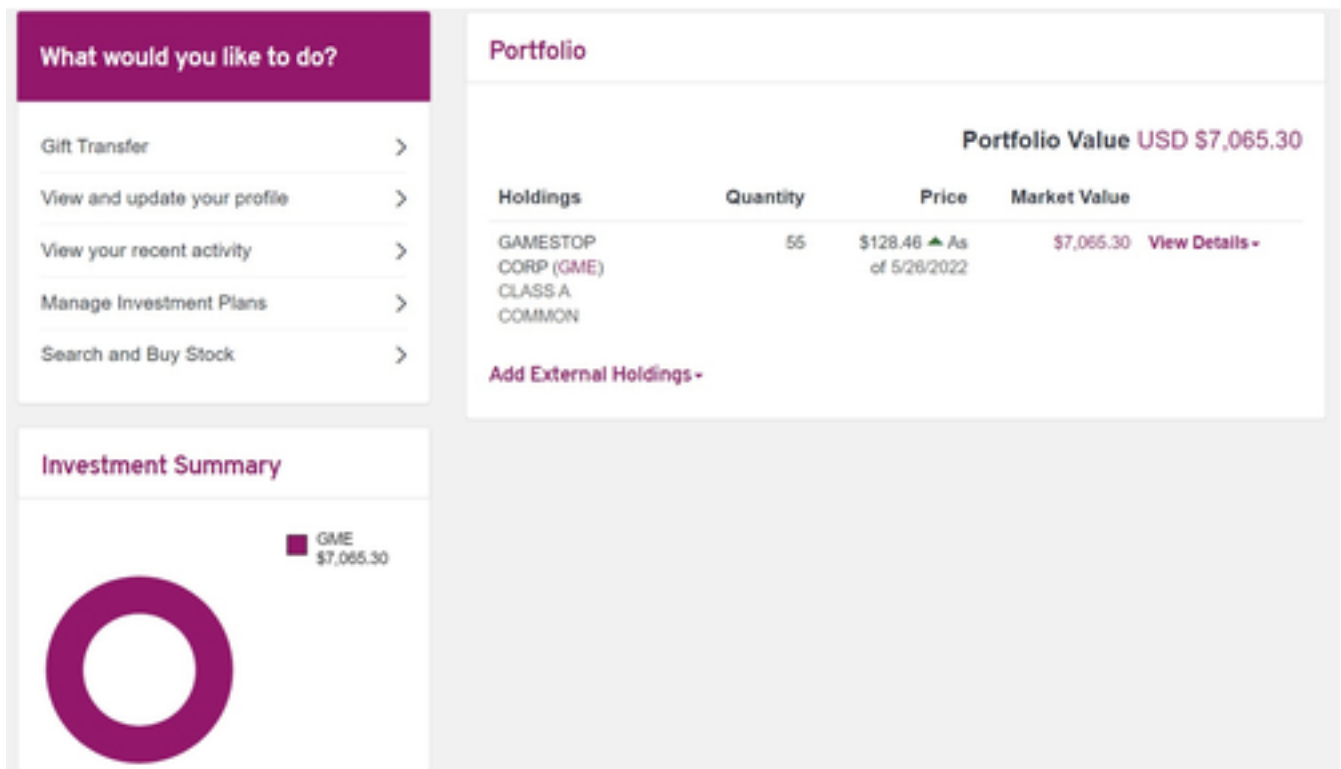 What would you like to do?
Gift Transfer
View and update your profile
View your recent activity
Manage Investment Plans
Search and Buy Stock
Investment Summary
GME
$7,065.30
Portfolio
Portfolio Value USD $7,065.30
Holdings Quantity Price Market Value
GAMESTOP 55 $128.46 ▲ As $7,065.30 View Details
CORP (GME) of 5/26/2022
CLASS A
COMMON
Add External Holdings